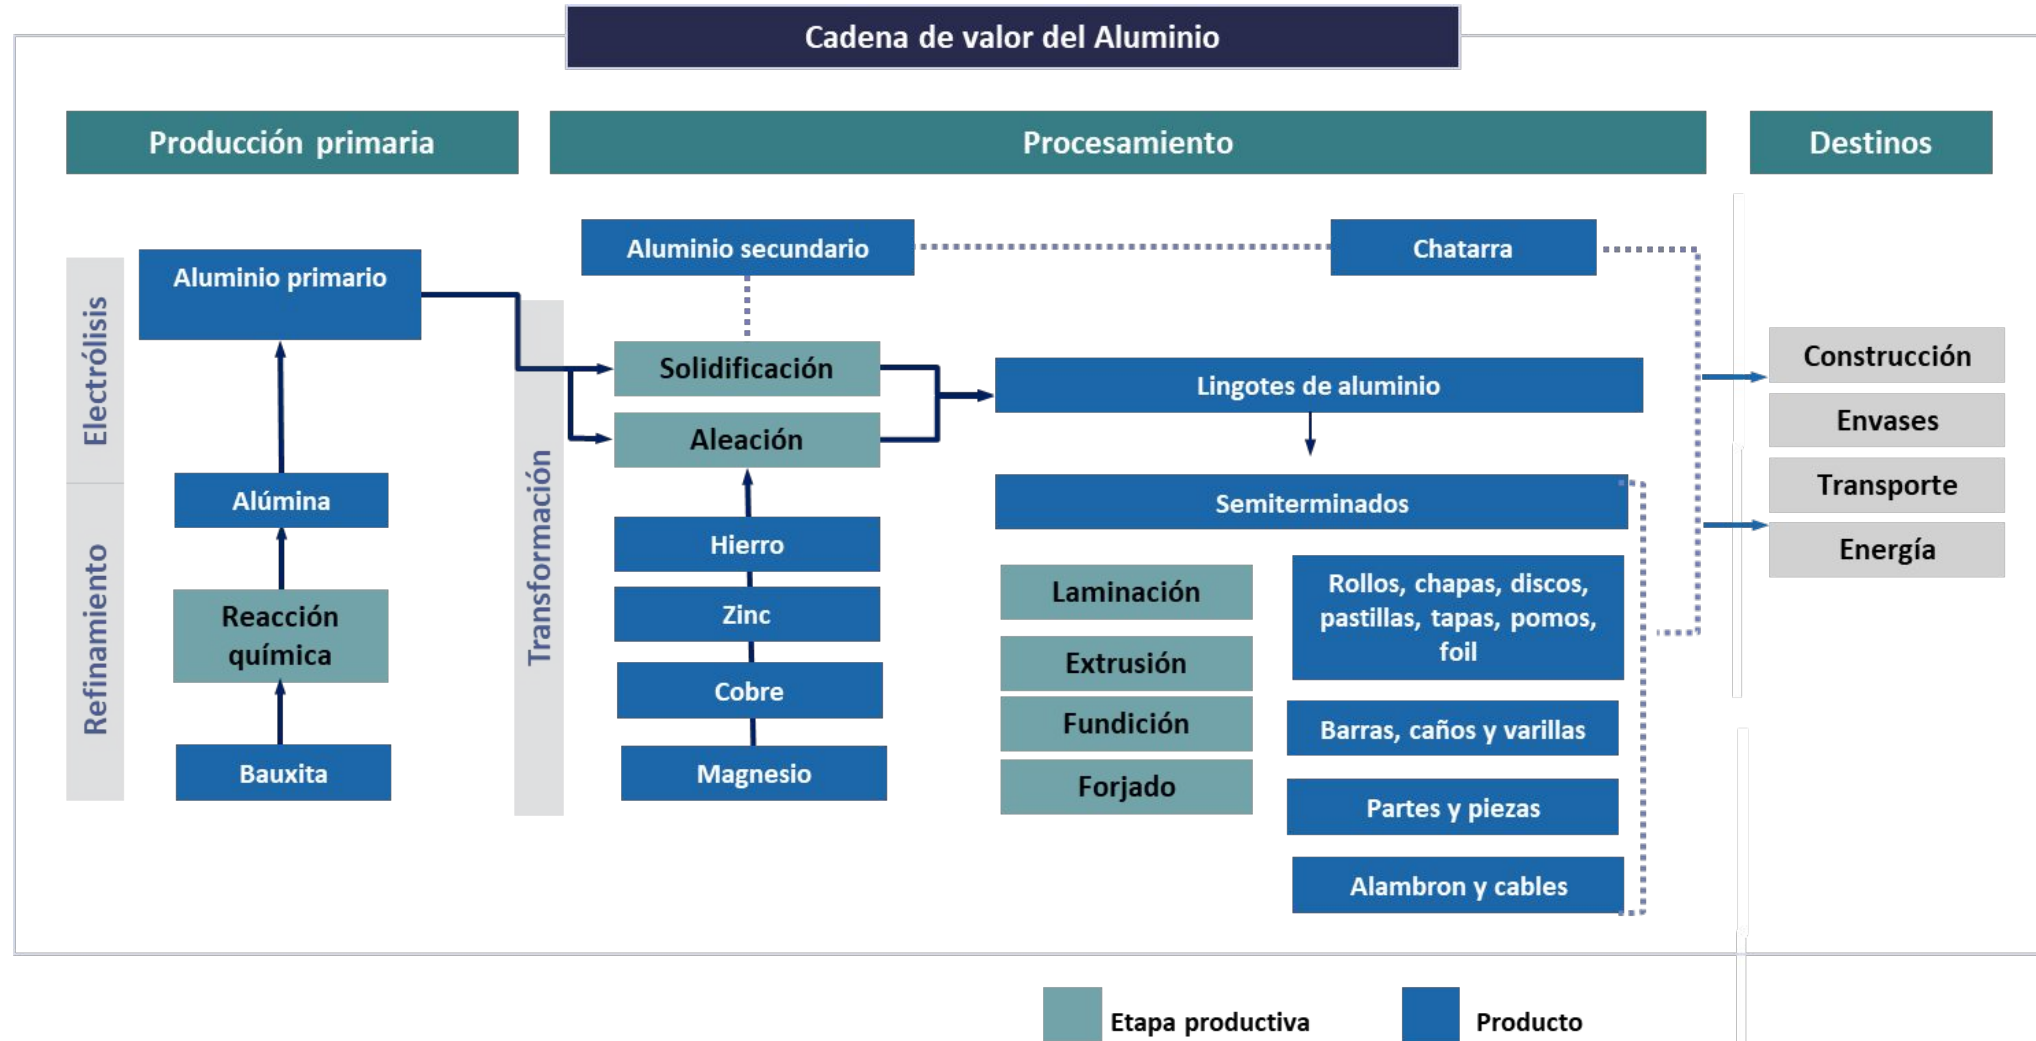 Cadena de valor del Aluminio
Producción primaria
Procesamiento
Destinos
Electrólisis
Refinamiento
Aluminio primario
Alúmina
Reacción
química
Bauxita
Transformación
Aluminio secundario
Chatarra
Solidificación
Aleación
Hierro
Zinc
Cobre
Magnesio
Lingotes de aluminio
Semiterminados
Laminación
Extrusión
Fundición
Forjado
Rollos, chapas, discos,
pastillas, tapas, pomos,
foil
Barras, caños y varillas
Partes y piezas
Alambron y cables
Construcción
Envases
Transporte
Energía
Etapa productiva
Producto